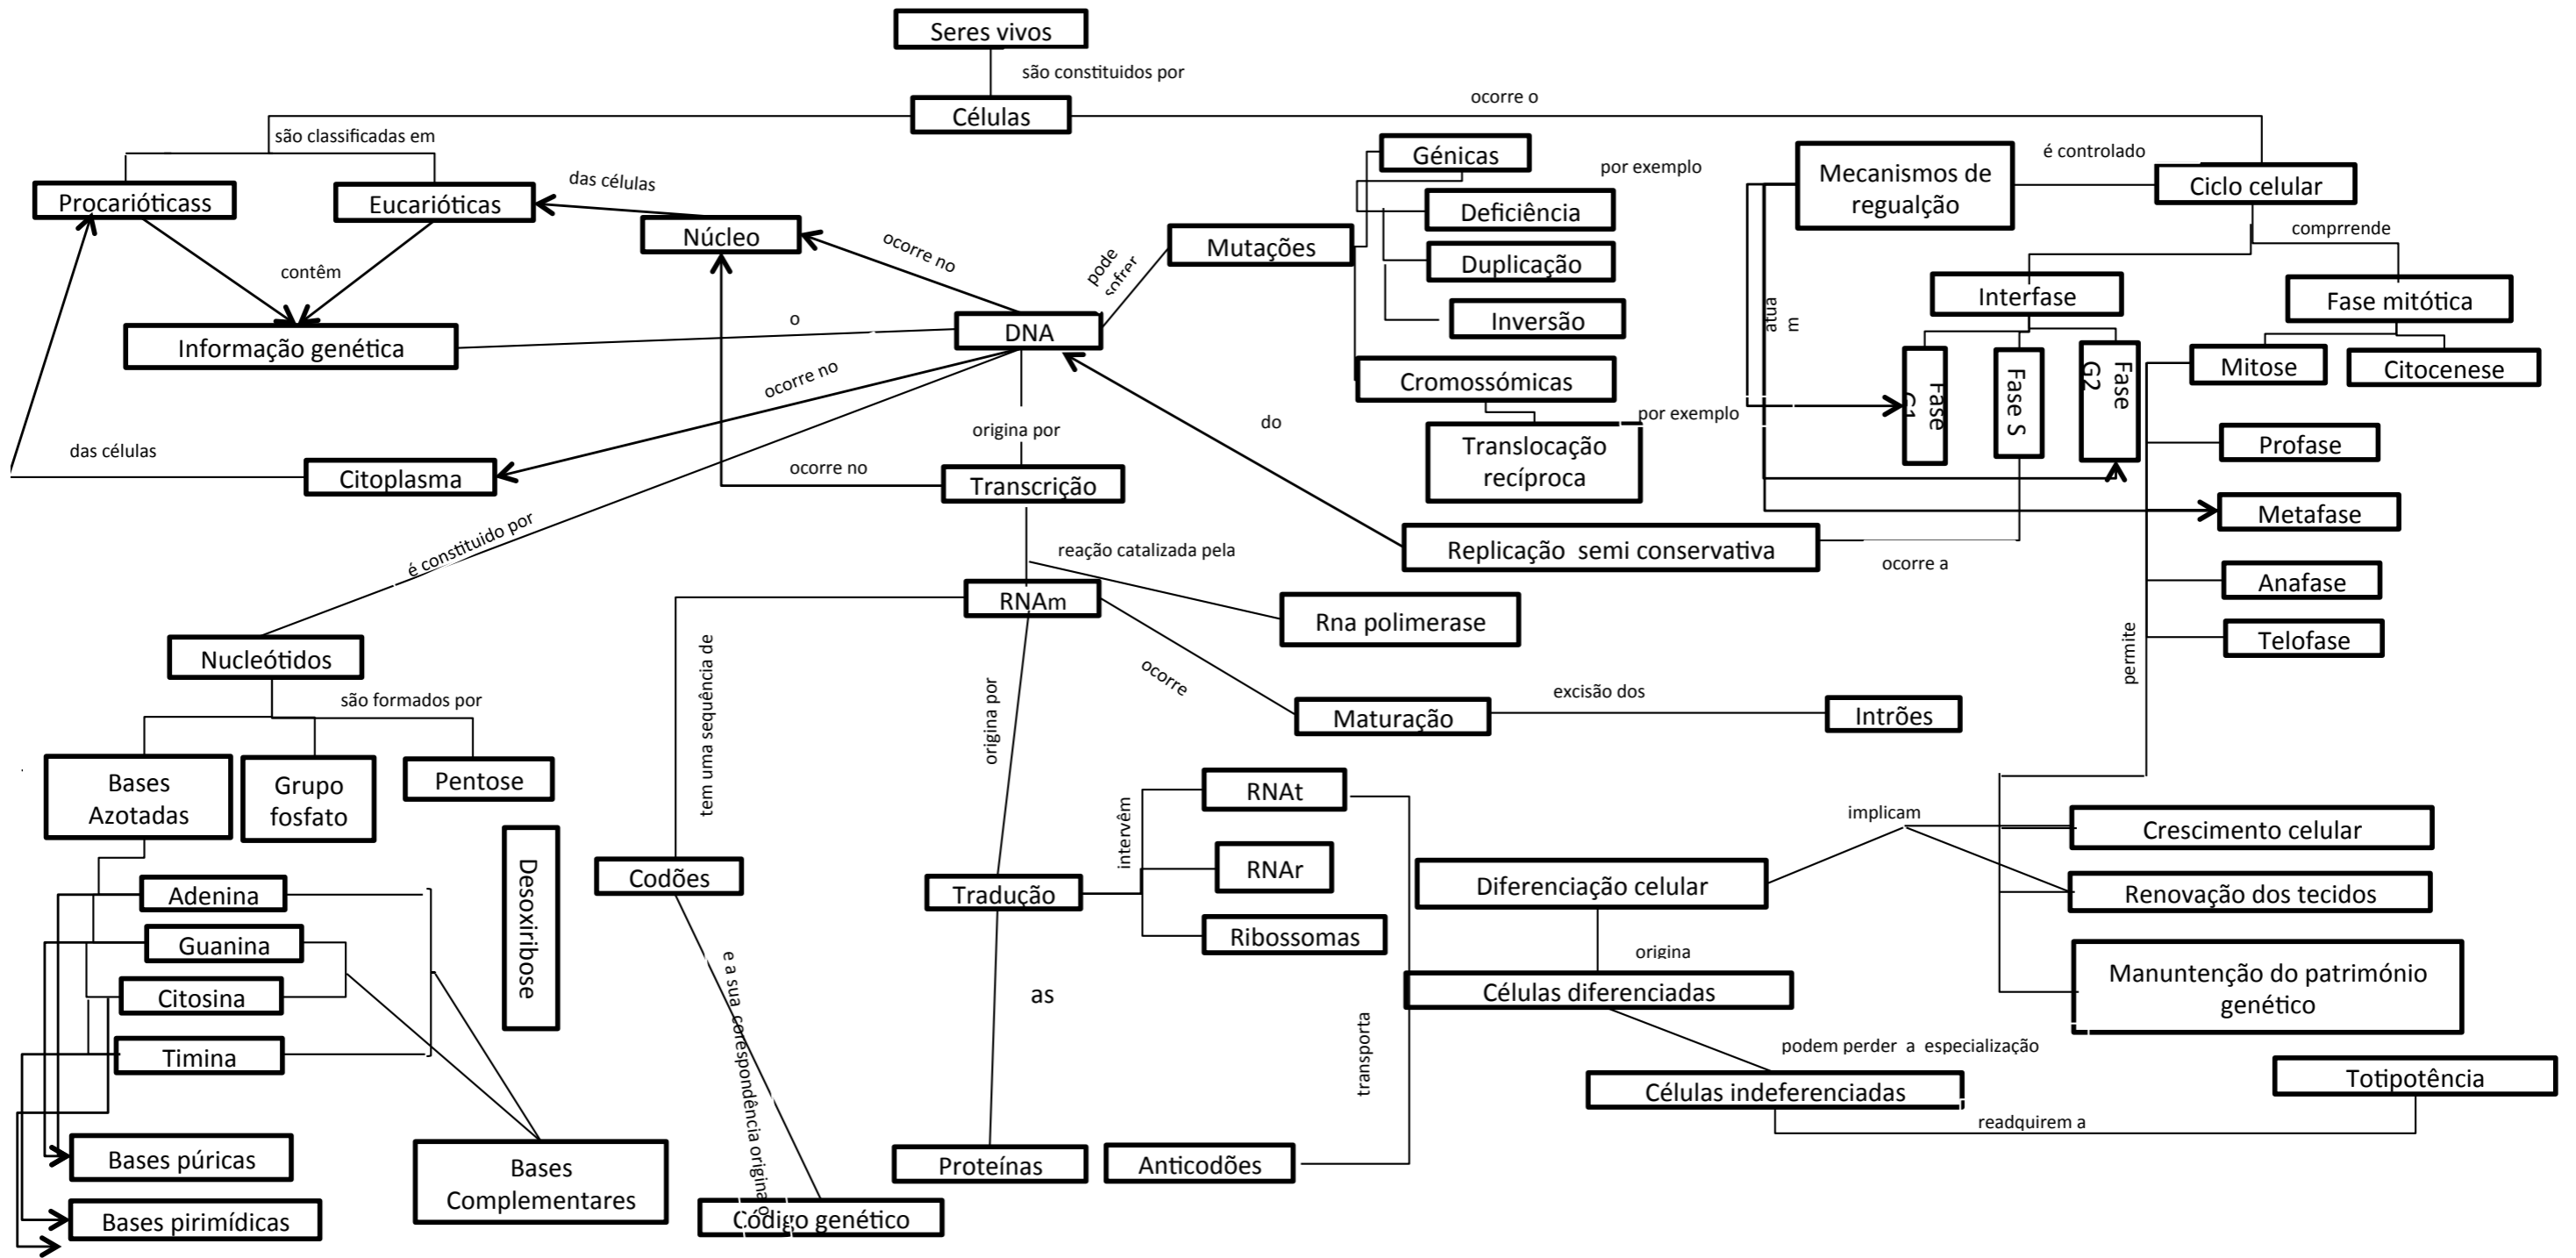 Seres vivos
são constituidos por
Células
ocorre o
são classificadas em
Procarióticass
Eucarióticas
das células
Núcleo
contêm
Informação genética
o
ocorre no
DNA
pode sofrer
Mutações
Génicas
por exemplo
Deficiência
Duplicação
Inversão
Cromossómicas
por exemplo
Translocação
recíproca
Mecanismos de
regualção
é controlado
Ciclo celular
comprrende
Interfase
Fase mitótica
atua
m
Fase
G1
Fase S
Fase
G2
Mitose
Citocenese
Profase
Metafase
Anafase
Telofase
permite
ocorre no
das células
Citoplasma
origina por
ocorre no
Transcrição
do
Replicação semi conservativa
ocorre a
é constituido por
reação catalizada pela
RNAm
Rna polimerase
ocorre
Maturação
excisão dos
Intrões
Nucleótidos
são formados por
Bases
Azotadas
Grupo
fosfato
Pentose
Desoxiribose
Adenina
Guanina
Citosina
Timina
Bases púricas
Bases pirimídicas
Bases
Complementares
tem uma sequência de
Codões
e a sua corespondência origina o
Código genético
origina por
Tradução
intervêm
RNAt
RNAr
Ribossomas
as
Proteínas
transporta
Anticodões
implicam
Crescimento celular
Diferenciação celular
Renovação dos tecidos
origina
Células diferenciadas
Manuntenção do património
genético
podem perder a especialização
Células indeferenciadas
Totipotência
readquirem a